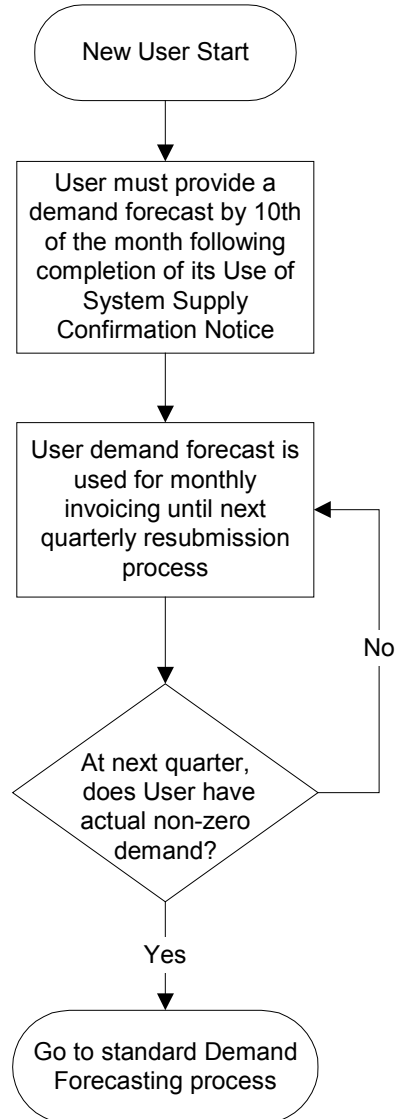 New User Start
User must provide a
demand forecast by 10th
of the month following
completion of its Use of
System Supply
Confirmation Notice
User demand forecast is
used for monthly
invoicing until next
quarterly resubmission
process
No
At next quarter,
does User have
actual non-zero
demand?
Yes
Go to standard Demand
Forecasting process